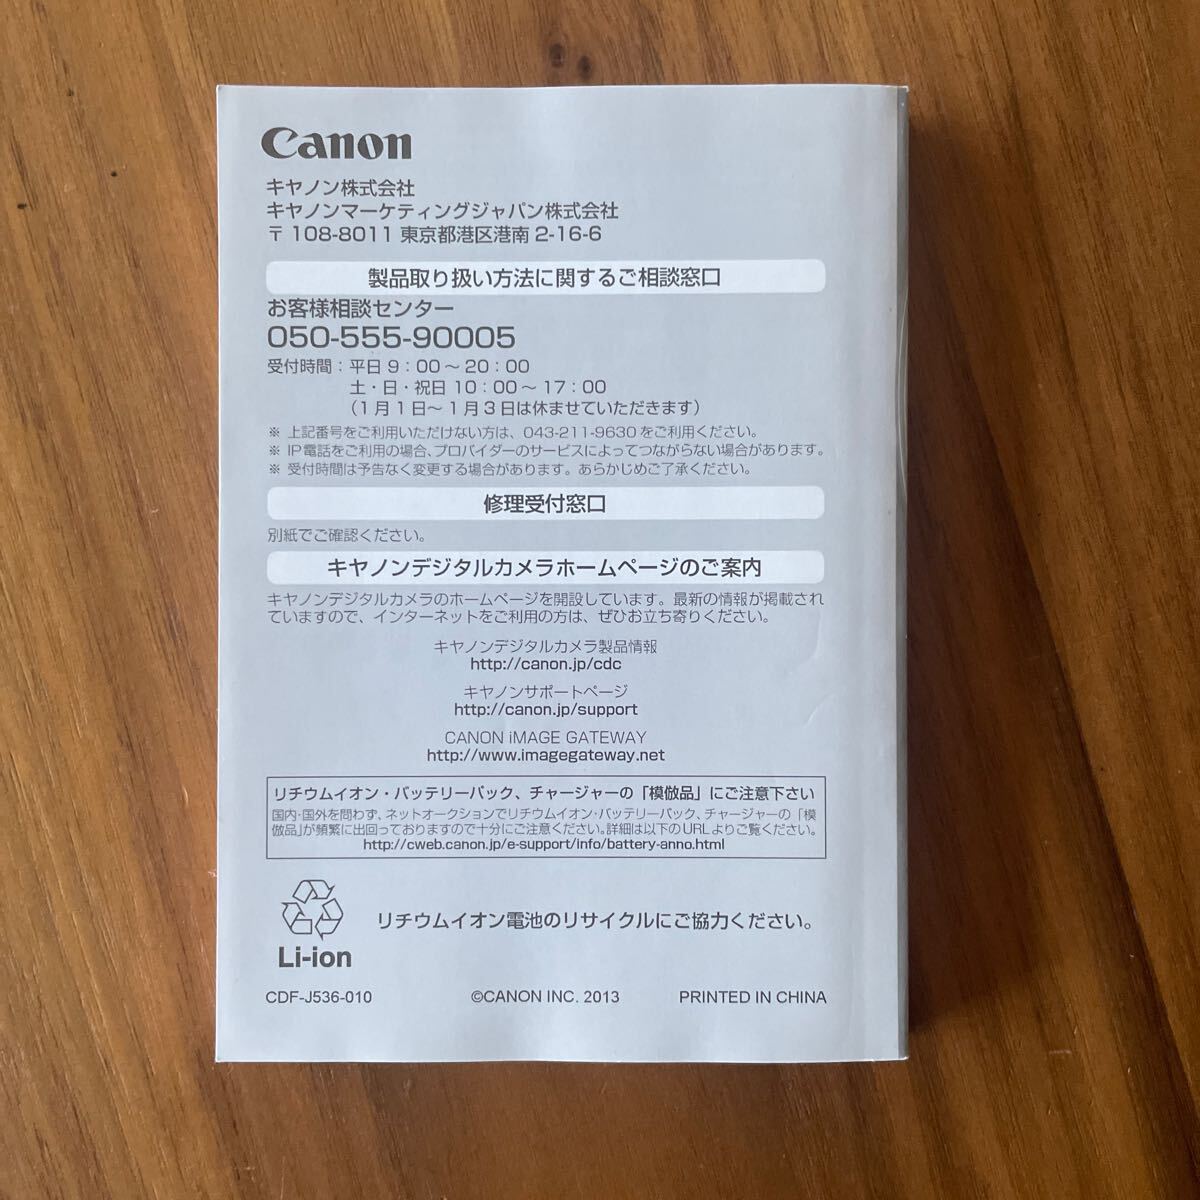 Canon
キヤノン株式会社
キヤノンマーケティングジャパン株式会社
〒 108-8011 東京都港区港南 2-16-6
製品取り扱い方法に関するご相談窓口
お客様相談センター
050-555-90005
受付時間：平日 9：00 ～ 20：00
土・日・祝日 10：00 ～ 17：00
（1 月 1 日～ 1 月 3 日は休ませていただきます）
※ 上記番号をご利用いただけない方は、043-211-9630 をご利用ください。
※ IP 電話をご利用の場合、プロバイダーのサービスによってつながらない場合があります。
※ 受付時間は予告なく変更する場合があります。あらかじめご了承ください。
修理受付窓口
別紙でご確認ください。
キヤノンデジタルカメラホームページのご案内
キヤノンデジタルカメラのホームページを開設しています。最新の情報が掲載され
ていますので、インターネットをご利用の方は、ぜひお立ち寄りください。
キヤノンデジタルカメラ製品情報
http://canon.jp/cdc
キヤノンサポートページ
http://canon.jp/support
CANON iMAGE GATEWAY
http://www.imagegateway.net
リチウムイオン・バッテリーパック、チャージャーの「模倣品」にご注意下さい
国内・国外を問わず、ネットオークションでリチウムイオン・バッテリーパック、チャージャーの「模
倣品」が頻繁に出回っておりますので十分にご注意ください。詳細は以下の URL よりご覧ください。
http://cweb.canon.jp/e-support/info/battery-anno.html
リチウムイオン電池のリサイクルにご協力ください。
Li-ion
CDF-J536-010
©CANON INC. 2013
PRINTED IN CHINA